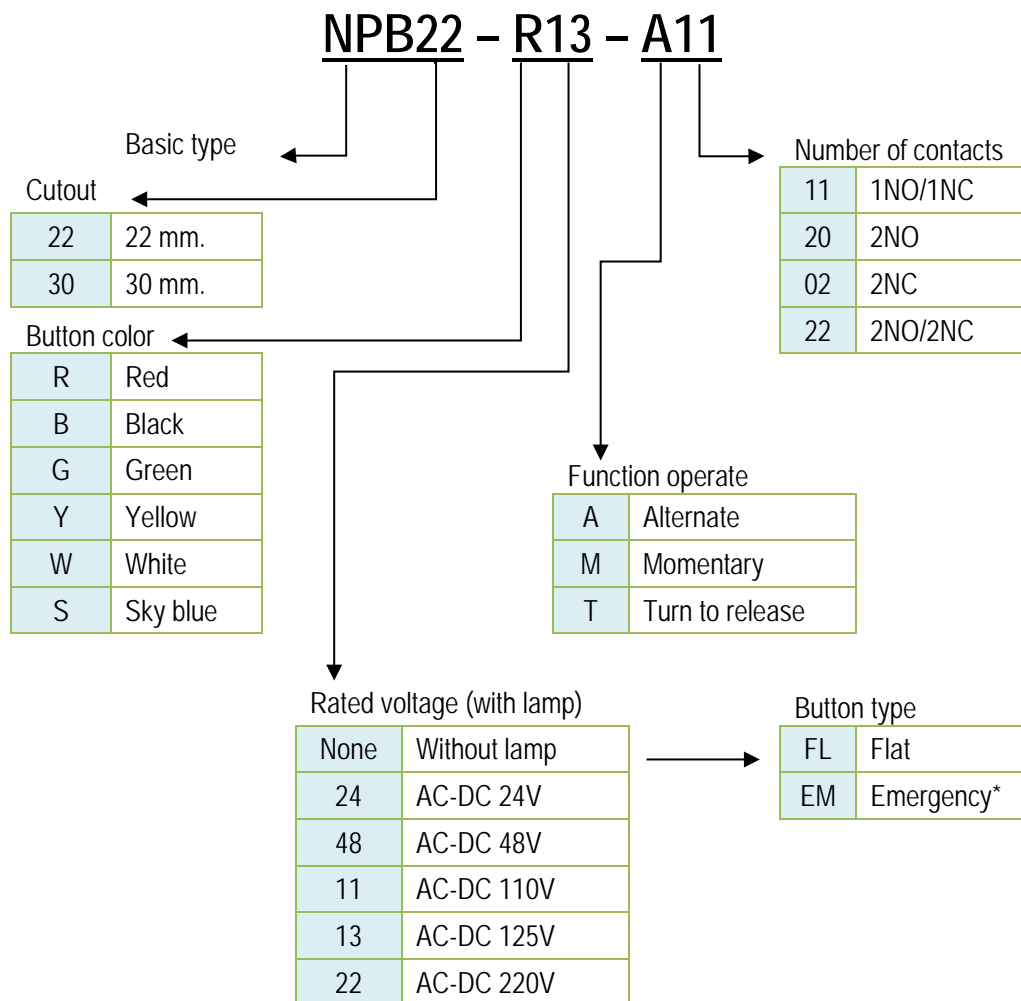 NPB22 – R13 – A11
Basic type
Cutout
22 22 mm.
30 30 mm.
Number of contacts
11 1NO/1NC
20 2NO
02 2NC
22 2NO/2NC
Button color
R Red
B Black
G Green
Y Yellow
W White
S Sky blue
Function operate
A Alternate
M Momentary
T Turn to release
Rated voltage (with lamp)
None Without lamp
24 AC-DC 24V
48 AC-DC 48V
11 AC-DC 110V
13 AC-DC 125V
22 AC-DC 220V
Button type
FL Flat
EM Emergency*